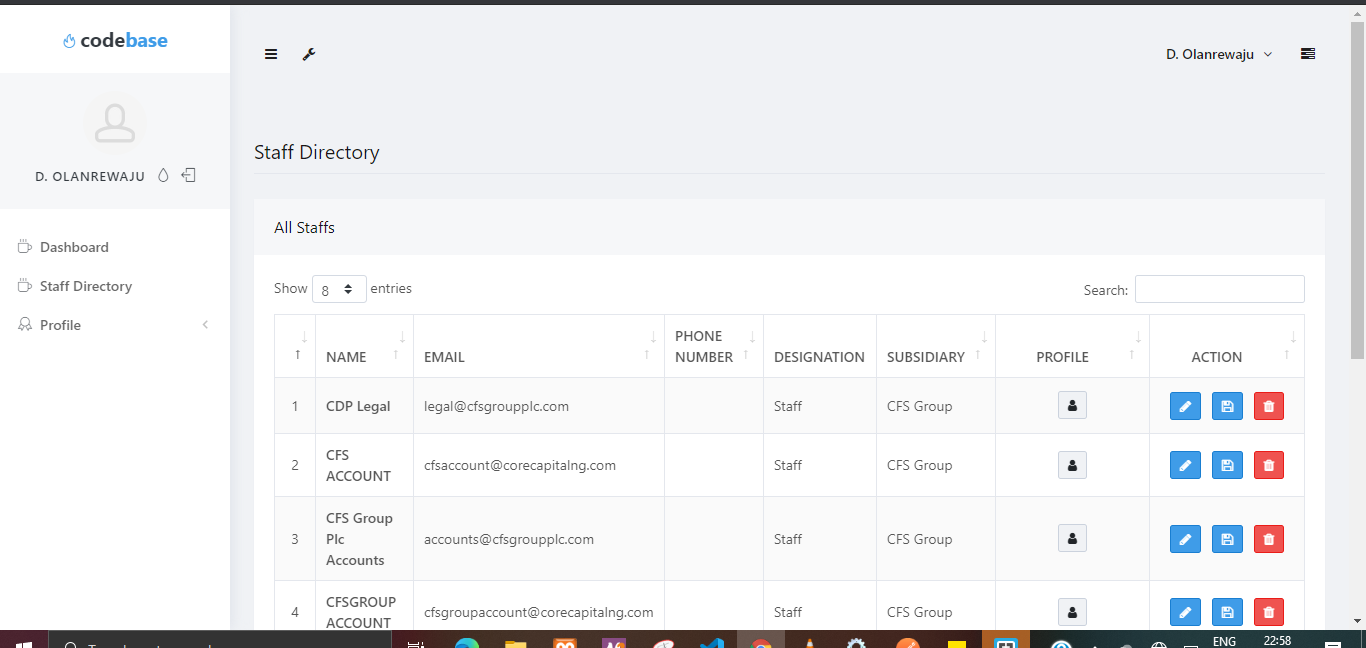 codebase
D. Olanrewaju
D. OLANREWAJU
Dashboard
Staff Directory
Profile
Staff Directory
All Staffs
Show 8 entries
Search:
NAME EMAIL PHONE NUMBER DESIGNATION SUBSIDIARY PROFILE ACTION
1 CDP Legal legal@cfsgroupplc.com Staff CFS Group
2 CFS ACCOUNT cfsaccount@corecapitalng.com Staff CFS Group
3 CFS Group Plc Accounts accounts@cfsgroupplc.com Staff CFS Group
4 CFSGROUP ACCOUNT cfsgroupaccount@corecapitalng.com Staff CFS Group
ENG 22:58